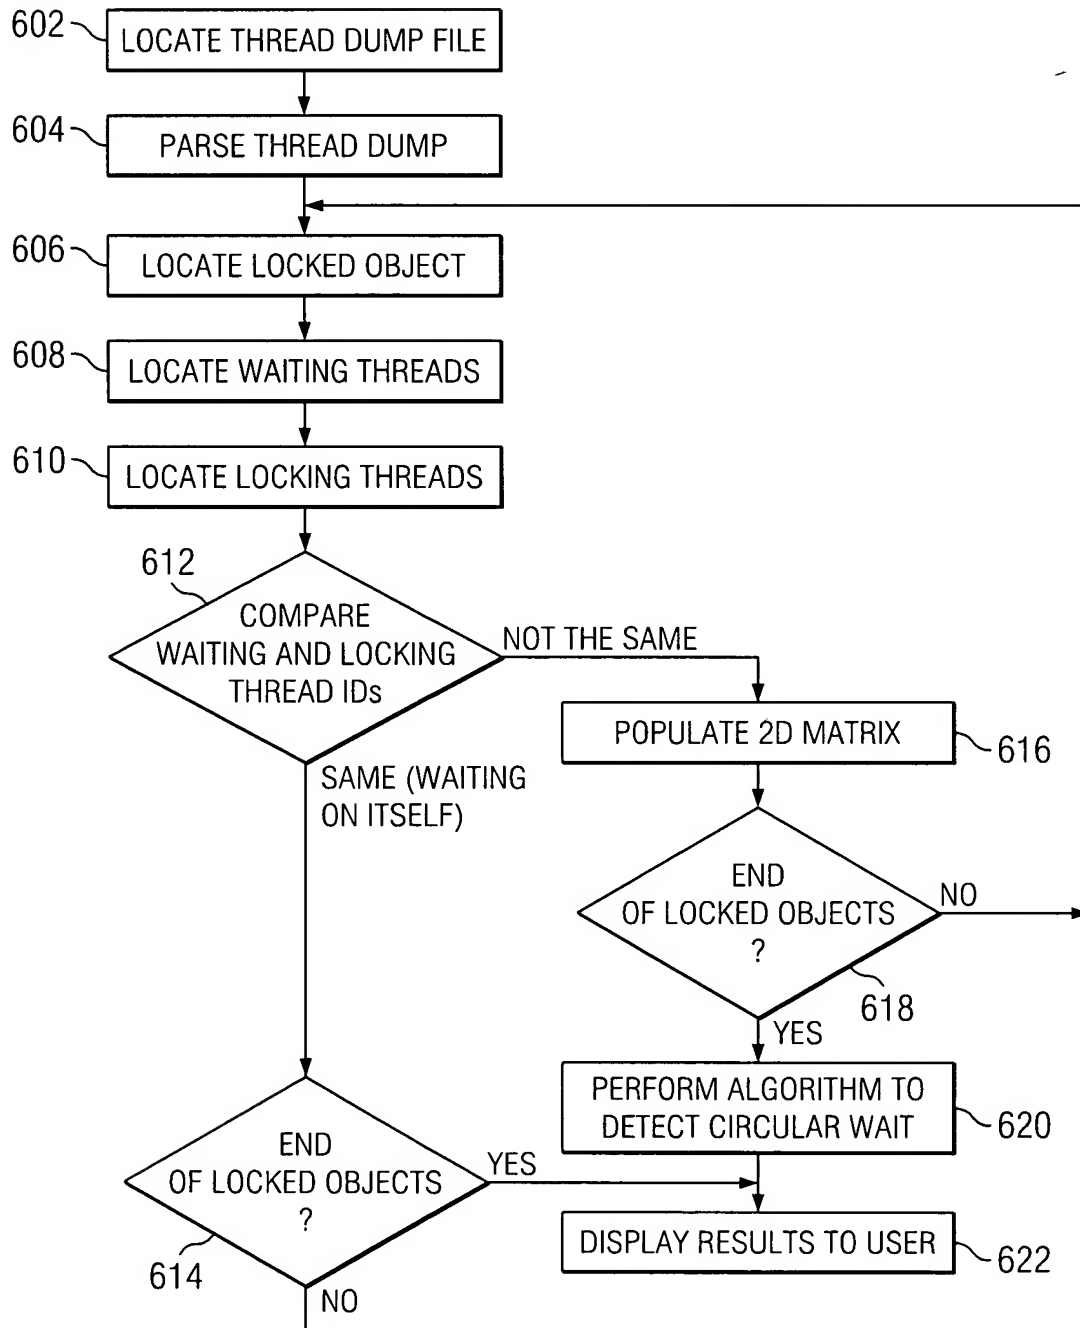 602
LOCATE THREAD DUMP FILE
604
PARSE THREAD DUMP
606
LOCATE LOCKED OBJECT
608
LOCATE WAITING THREADS
610
LOCATE LOCKING THREADS
612
COMPARE
WAITING AND LOCKING
THREAD IDs
NOT THE SAME
SAME (WAITING
ON ITSELF)
POPULATE 2D MATRIX
616
END
OF LOCKED OBJECTS
?
NO
618
YES
PERFORM ALGORITHM TO
DETECT CIRCULAR WAIT
620
END
OF LOCKED OBJECTS
?
YES
614
NO
DISPLAY RESULTS TO USER
622